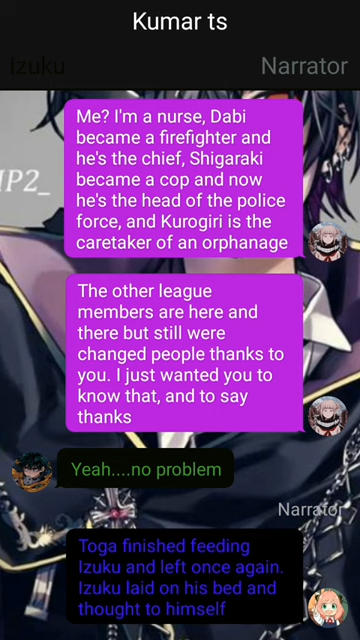 Kumar ts
izuku
Narrator
Me? I'm a nurse, Dabi
became a firefighter and
he's the chief, Shigaraki
became a cop and now
he's the head of the police
force, and Kurogiri is the
caretaker of an orphanage
IP2_
The other league
members are here and
there but still were
changed people thanks to
you. I just wanted you to
know that, and to say
thanks
Yeah....no problem
Narrator
Toga finished feeding
Izuku and left once again.
Izuku laid on his bed and
thought to himself